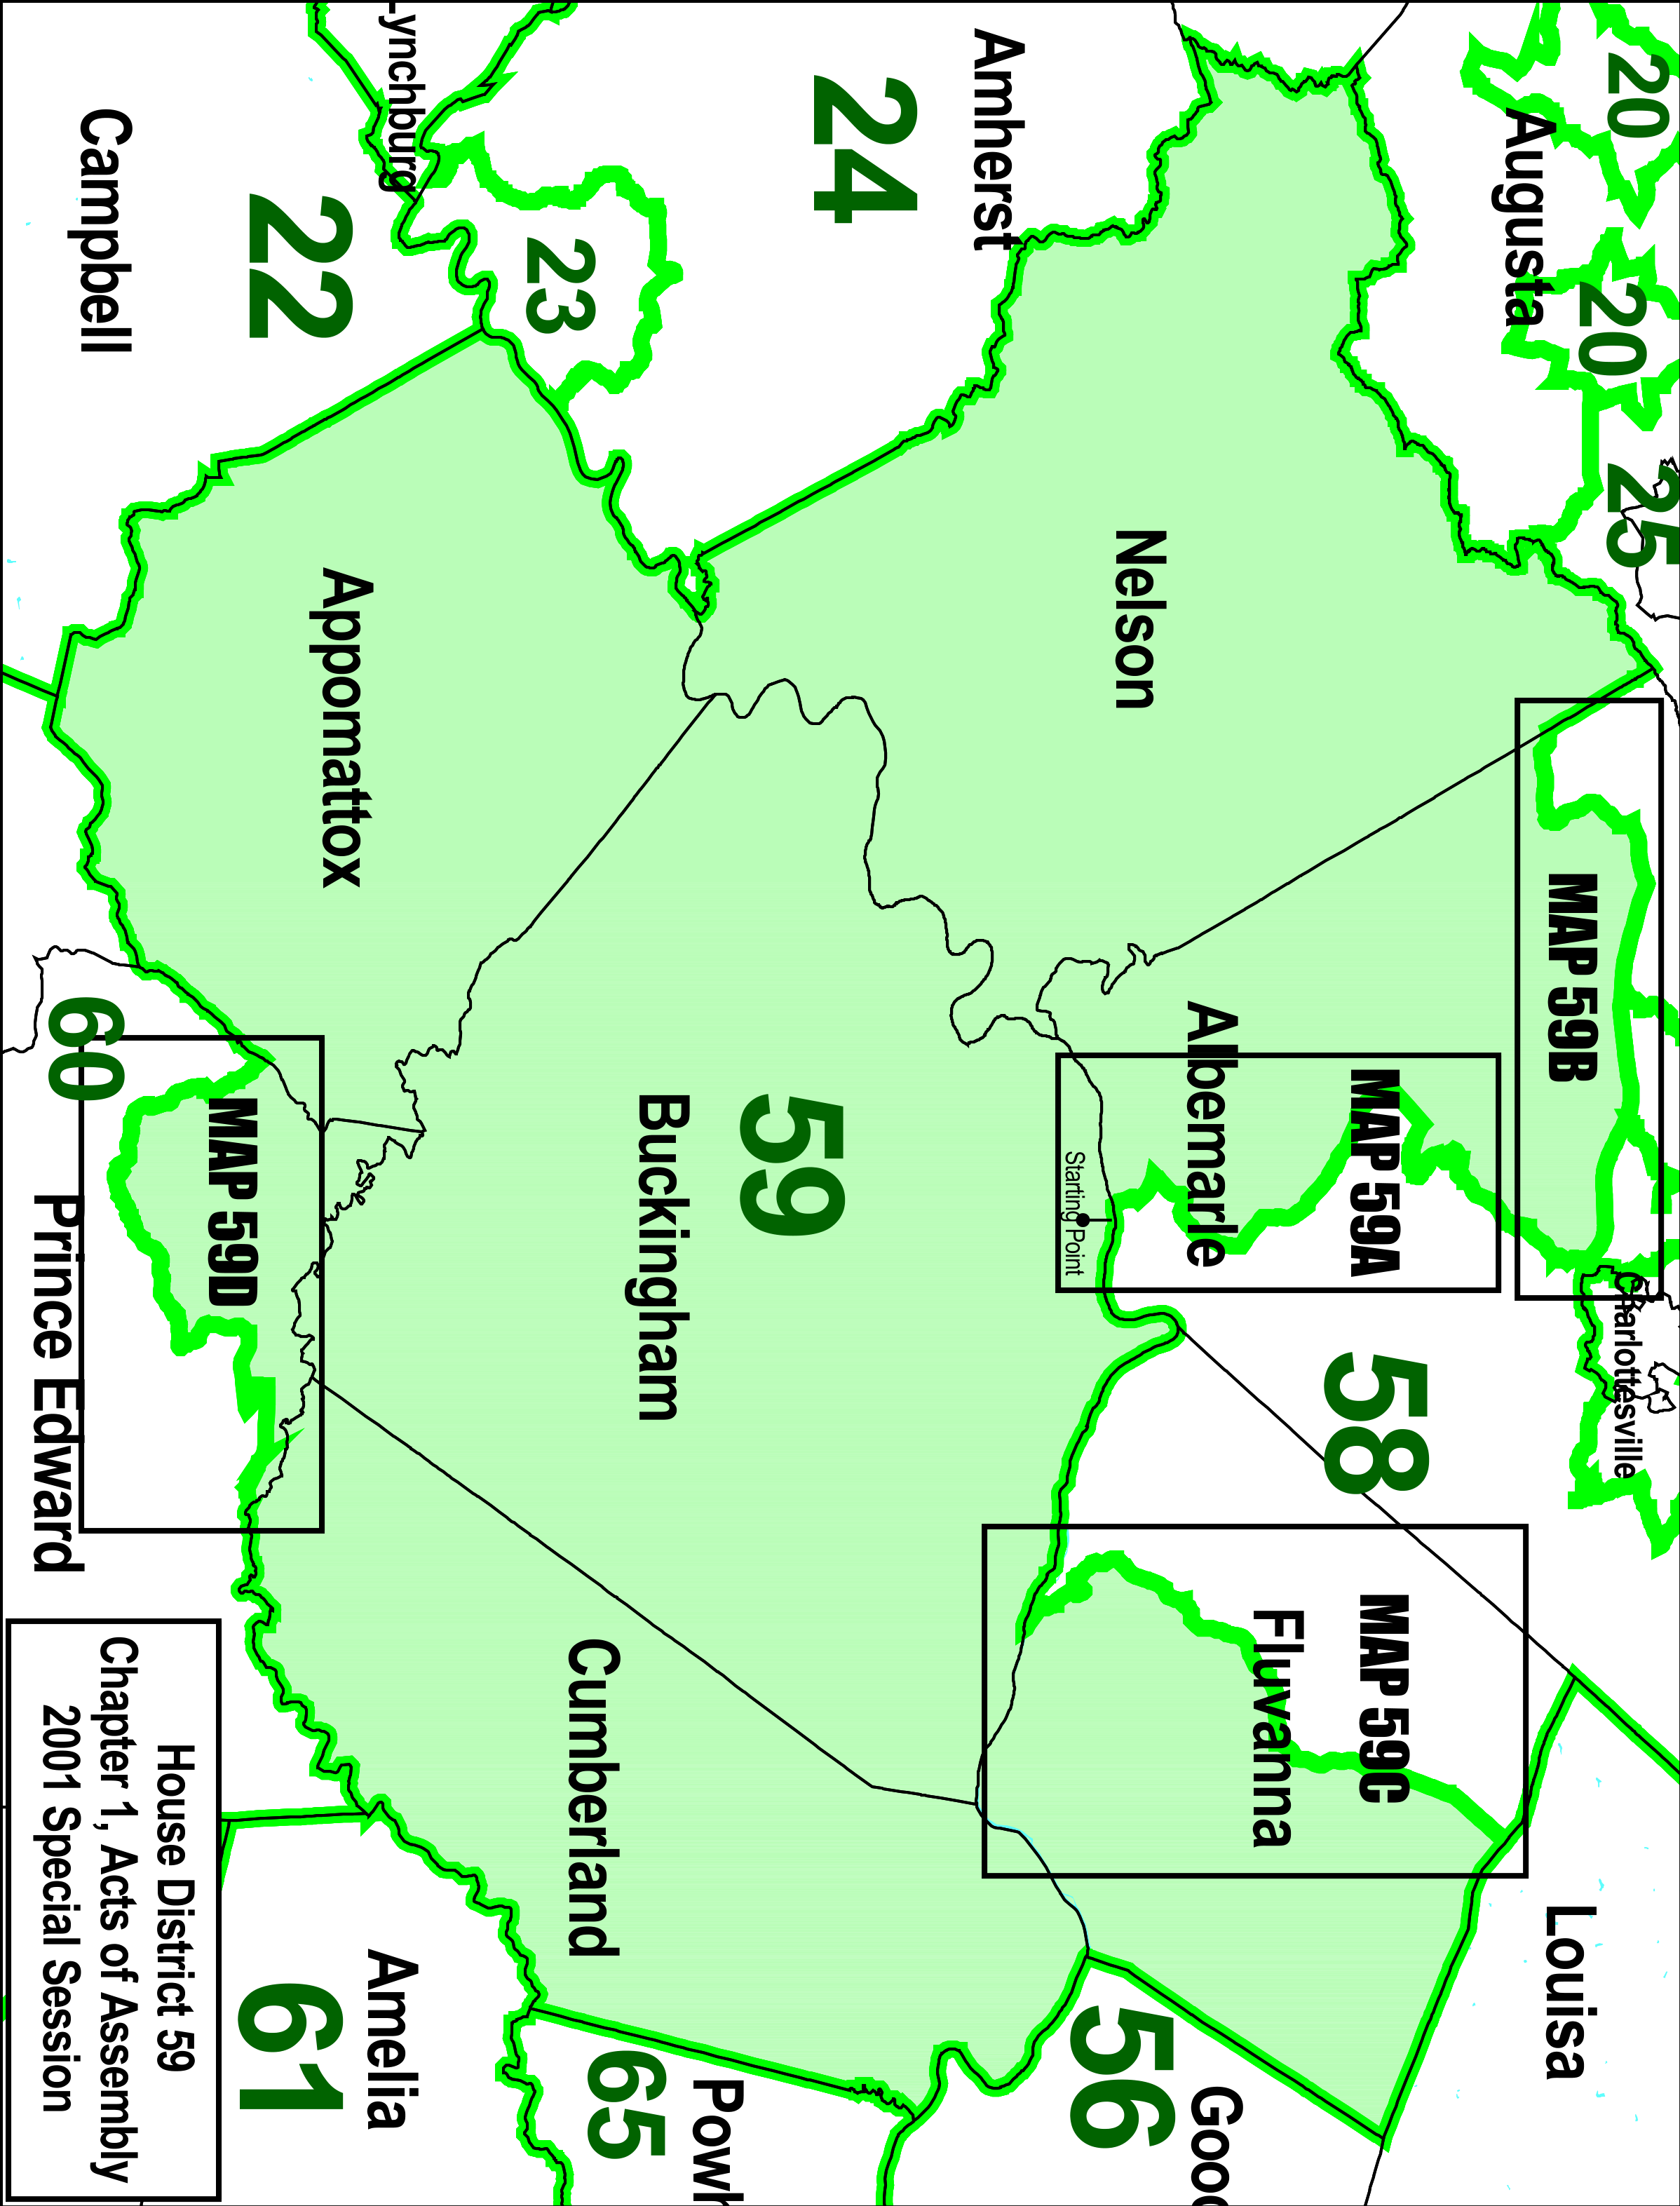 20
25
Charlottesville
20
MAP 59B
Louisa
Augusta
MAP 59A
58
MAP 59C
Fluvanna
Albemarle
Gooc
Nelson
56
Starting Point
Amherst
24
59
Powh
Buckingham
65
Cumberland
23
Lynchburg
Amelia
Appomattox
22
61
MAP 59D
Campbell
60
Prince Edward
House District 59
Chapter 1, Acts of Assembly
2001 Special Session